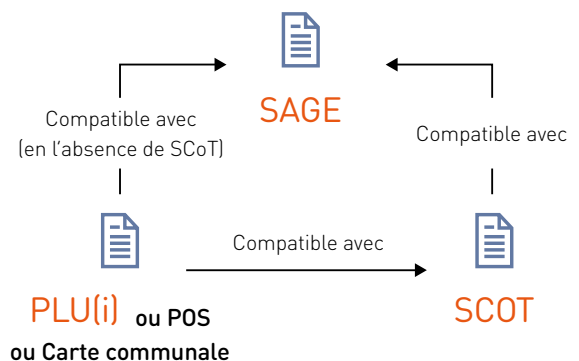 SAGE
Compatible avec
(en l'absence de SCoT)
Compatible avec
Compatible avec
PLU(i) ou POS
ou Carte communale
SCOT